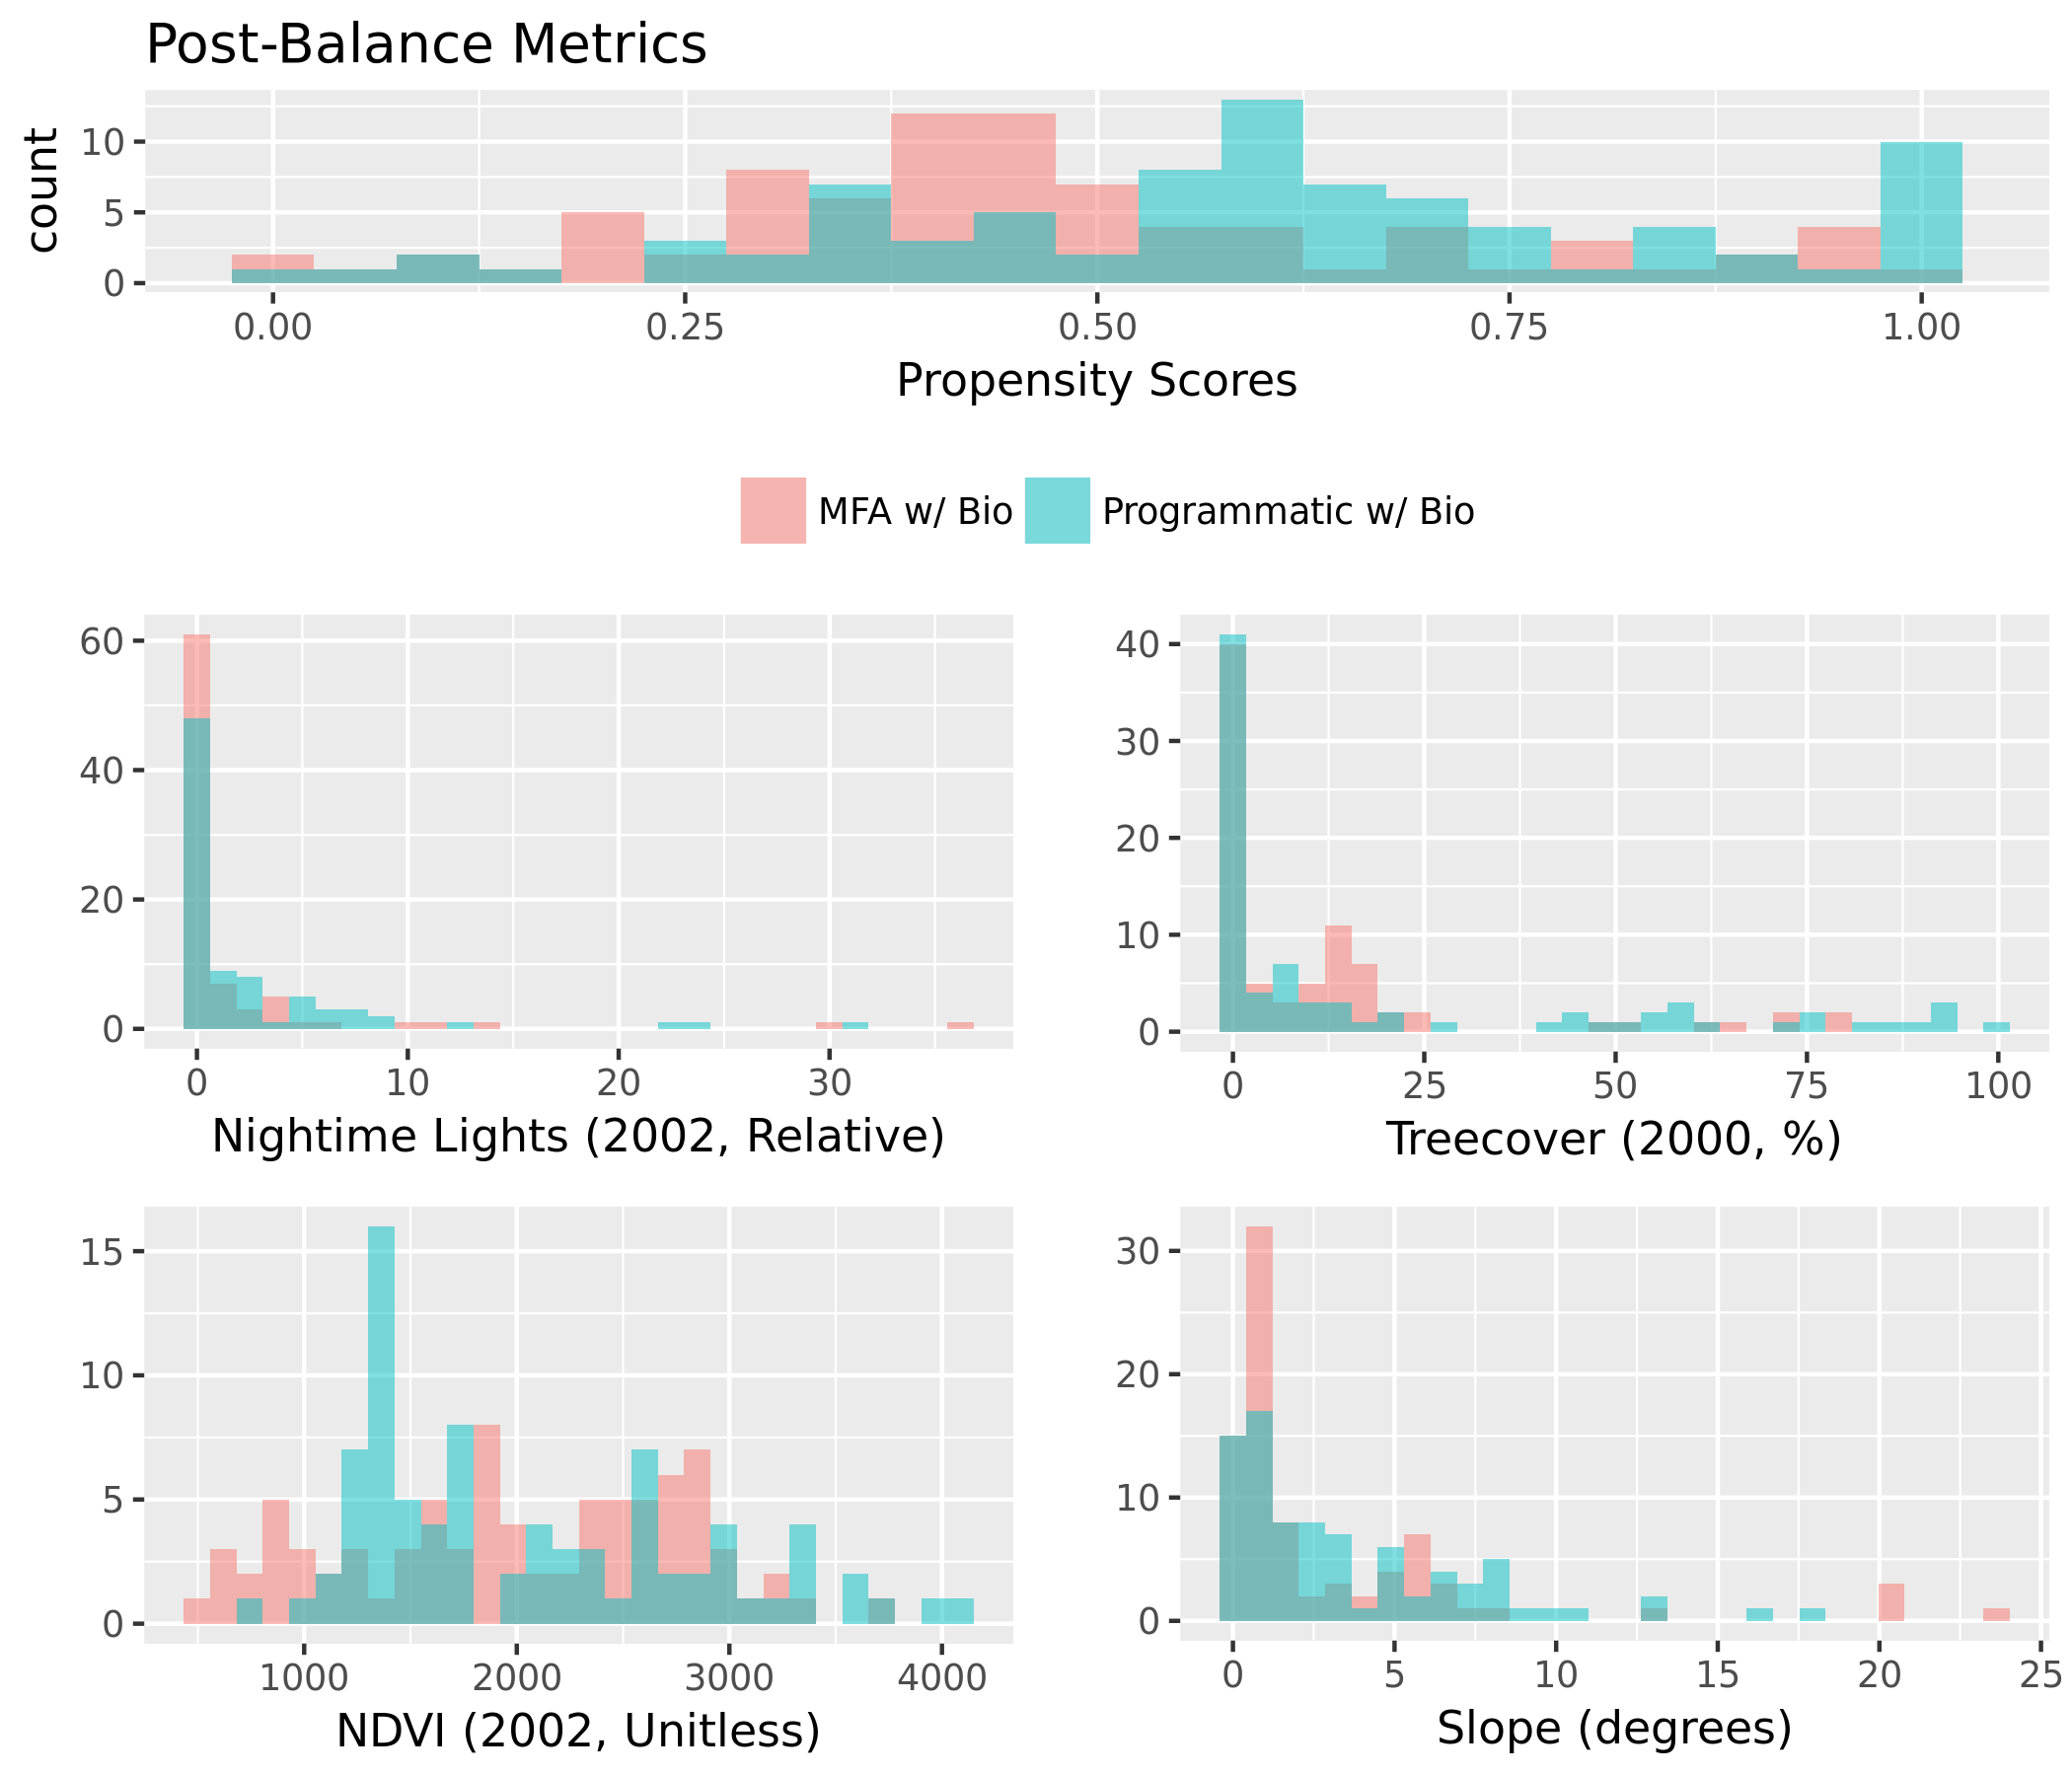 Post-Balance Metrics
count
10
5
0
0.00 0.25 0.50 0.75 1.00
Propensity Scores
MFA w/ Bio Programmatic w/ Bio
60
40
20
0
0 10 20 30
Nightime Lights (2002, Relative)
40
30
20
10
0
0 25 50 75 100
Treecover (2000, %)
15
10
5
0
1000 2000 3000 4000
NDVI (2002, Unitless)
30
20
10
0
0 5 10 15 20 25
Slope (degrees)